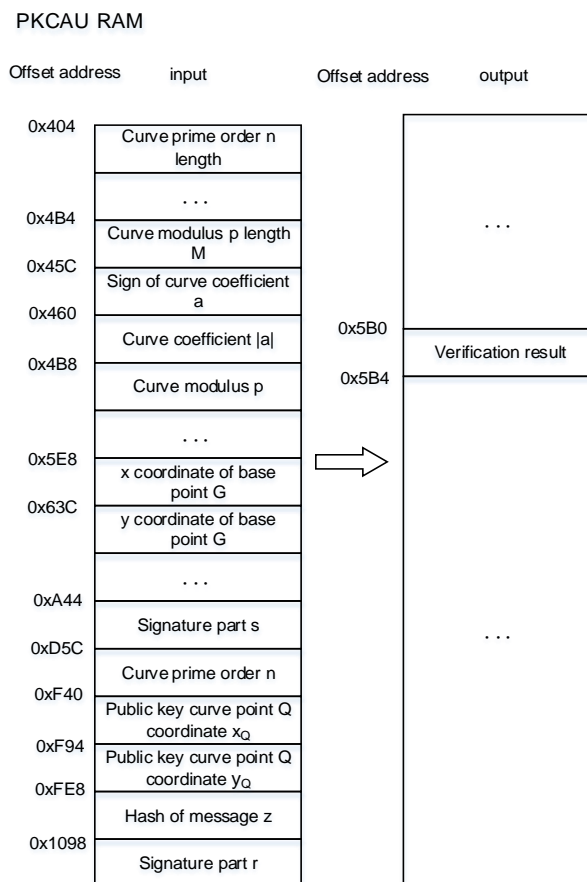 PKCAU RAM
Offset address
input
Offset address
output
0x404
Curve prime order n
length
...
0x4B4
Curve modulus p length
M
0x45C
Sign of curve coefficient
a
0x460
Curve coefficient |a|
0x4B8
Curve modulus p
...
0x5E8
x coordinate of base
point G
0x63C
y coordinate of base
point G
...
0xA44
Signature part s
0xD5C
Curve prime order n
0xF40
Public key curve point Q
coordinate xQ
0xF94
Public key curve point Q
coordinate yQ
0xFE8
Hash of message z
0x1098
Signature part r
...
0x5B0
Verification result
0x5B4
...